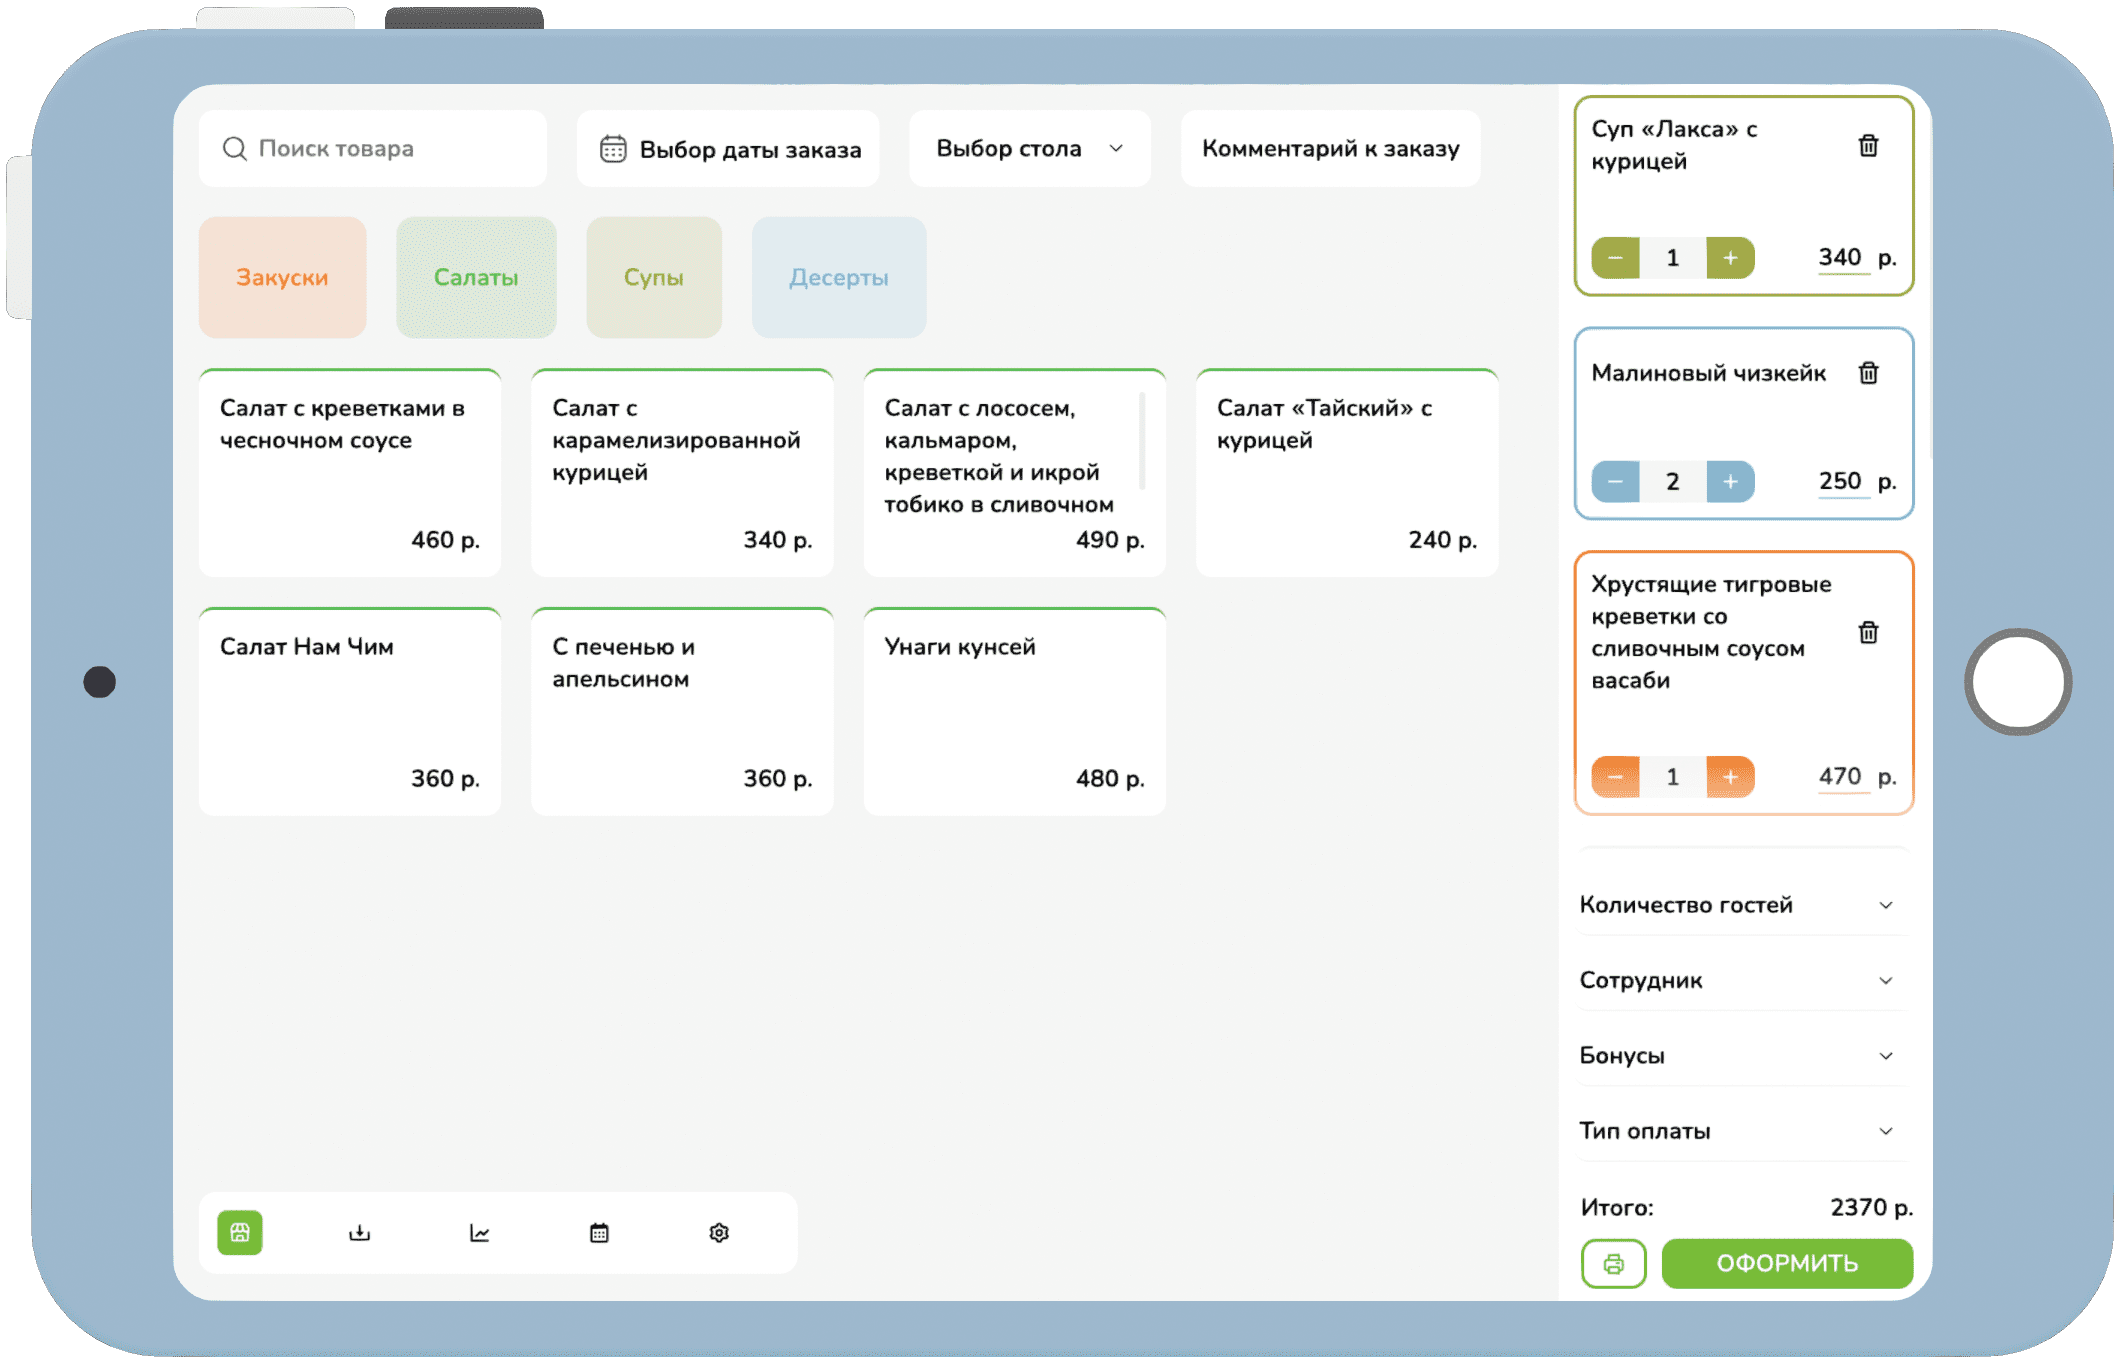 Поиск товара
Выбор даты заказа
Выбор стола
Комментарий к заказу
Закуски
Салаты
Супы
Десерты
Салат с креветками в
чесночном соусе
460 р.
Салат с
карамелизированной
курицей
340 р.
Салат с лососем,
кальмаром,
креветкой и икрой
тобико в сливочном
490 р.
Салат «Тайский» с
курицей
240 р.
Салат Нам Чим
360 р.
С печенью и
апельсином
360 р.
Унаги кунсей
480 р.
Суп «Лакса» с
курицей
− 1 + 340 р.
Малиновый чизкейк
− 2 + 250 р.
Хрустящие тигровые
креветки со
сливочным соусом
васаби
− 1 + 470 р.
Количество гостей
Сотрудник
Бонусы
Тип оплаты
Итого: 2370 р.
ОФОРМИТЬ